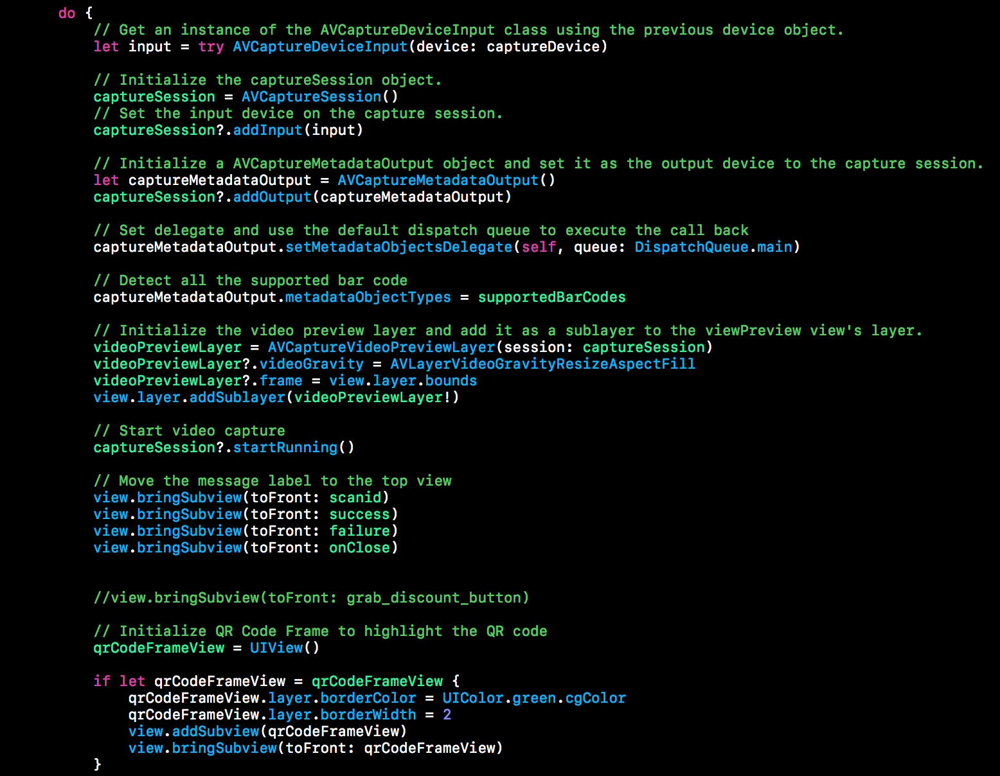 do {
// Get an instance of the AVCaptureDeviceInput class using the previous device object.
let input = try AVCaptureDeviceInput(device: captureDevice)
// Initialize the captureSession object.
captureSession = AVCaptureSession()
// Set the input device on the capture session.
captureSession?.addInput(input)
// Initialize a AVCaptureMetadataOutput object and set it as the output device to the capture session.
let captureMetadataOutput = AVCaptureMetadataOutput()
captureSession?.addOutput(captureMetadataOutput)
// Set delegate and use the default dispatch queue to execute the call back
captureMetadataOutput.setMetadataObjectsDelegate(self, queue: DispatchQueue.main)
// Detect all the supported bar code
captureMetadataOutput.metadataObjectTypes = supportedBarCodes
// Initialize the video preview layer and add it as a sublayer to the viewPreview view's layer.
videoPreviewLayer = AVCaptureVideoPreviewLayer(session: captureSession)
videoPreviewLayer?.videoGravity = AVLayerVideoGravityResizeAspectFill
videoPreviewLayer?.frame = view.layer.bounds
view.layer.addSublayer(videoPreviewLayer!)
// Start video capture
captureSession?.startRunning()
// Move the message label to the top view
view.bringSubview(toFront: scanid)
view.bringSubview(toFront: success)
view.bringSubview(toFront: failure)
view.bringSubview(toFront: onClose)
//view.bringSubview(toFront: grab_discount_button)
// Initialize QR Code Frame to highlight the QR code
qrCodeFrameView = UIView()
if let qrCodeFrameView = qrCodeFrameView {
qrCodeFrameView.layer.borderColor = UIColor.green.cgColor
qrCodeFrameView.layer.borderWidth = 2
view.addSubview(qrCodeFrameView)
view.bringSubview(toFront: qrCodeFrameView)
}